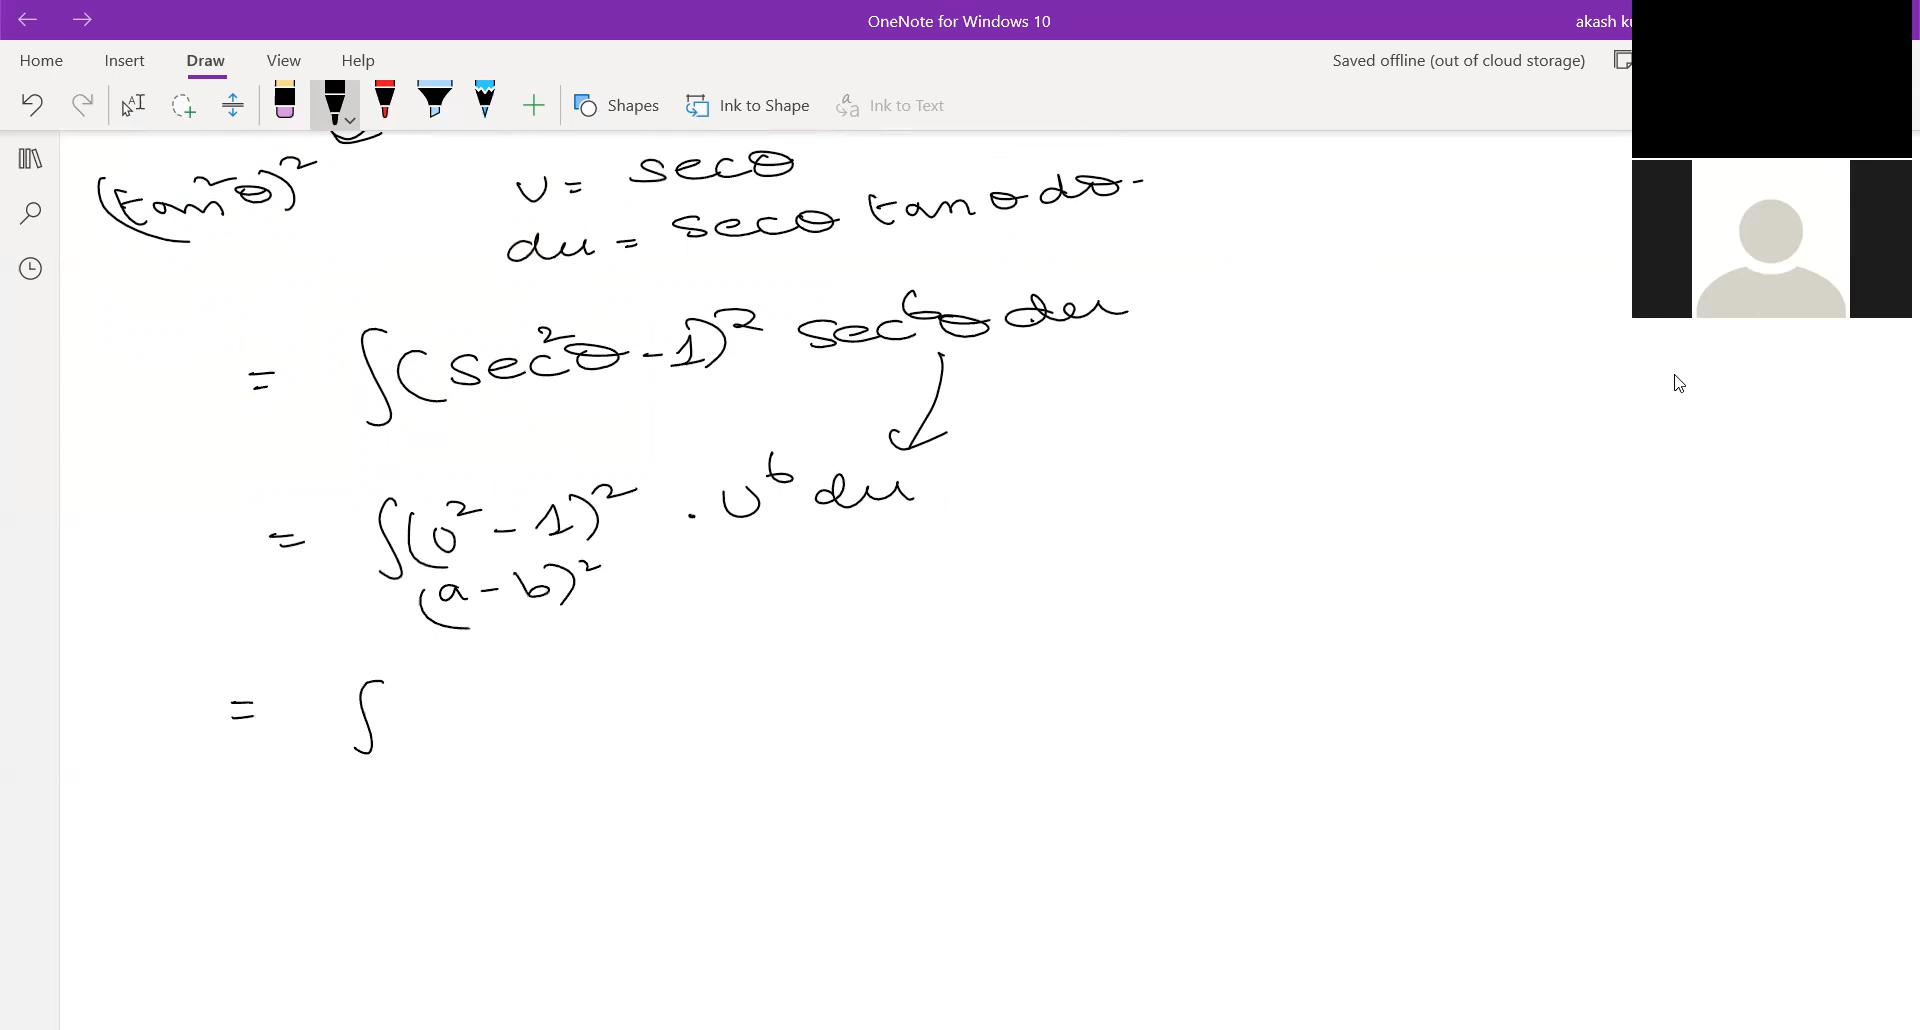 OneNote for Windows 10
akash ku
Home Insert Draw View Help
Saved offline (out of cloud storage)
Shapes Ink to Shape Ink to Text
(tan²θ)²
u = secθ
du = secθ tanθ dθ.
= ∫(sec²θ - 1)² sec⁶θ du
= ∫(u² - 1)² . u⁶ du
(a - b)²
= ∫